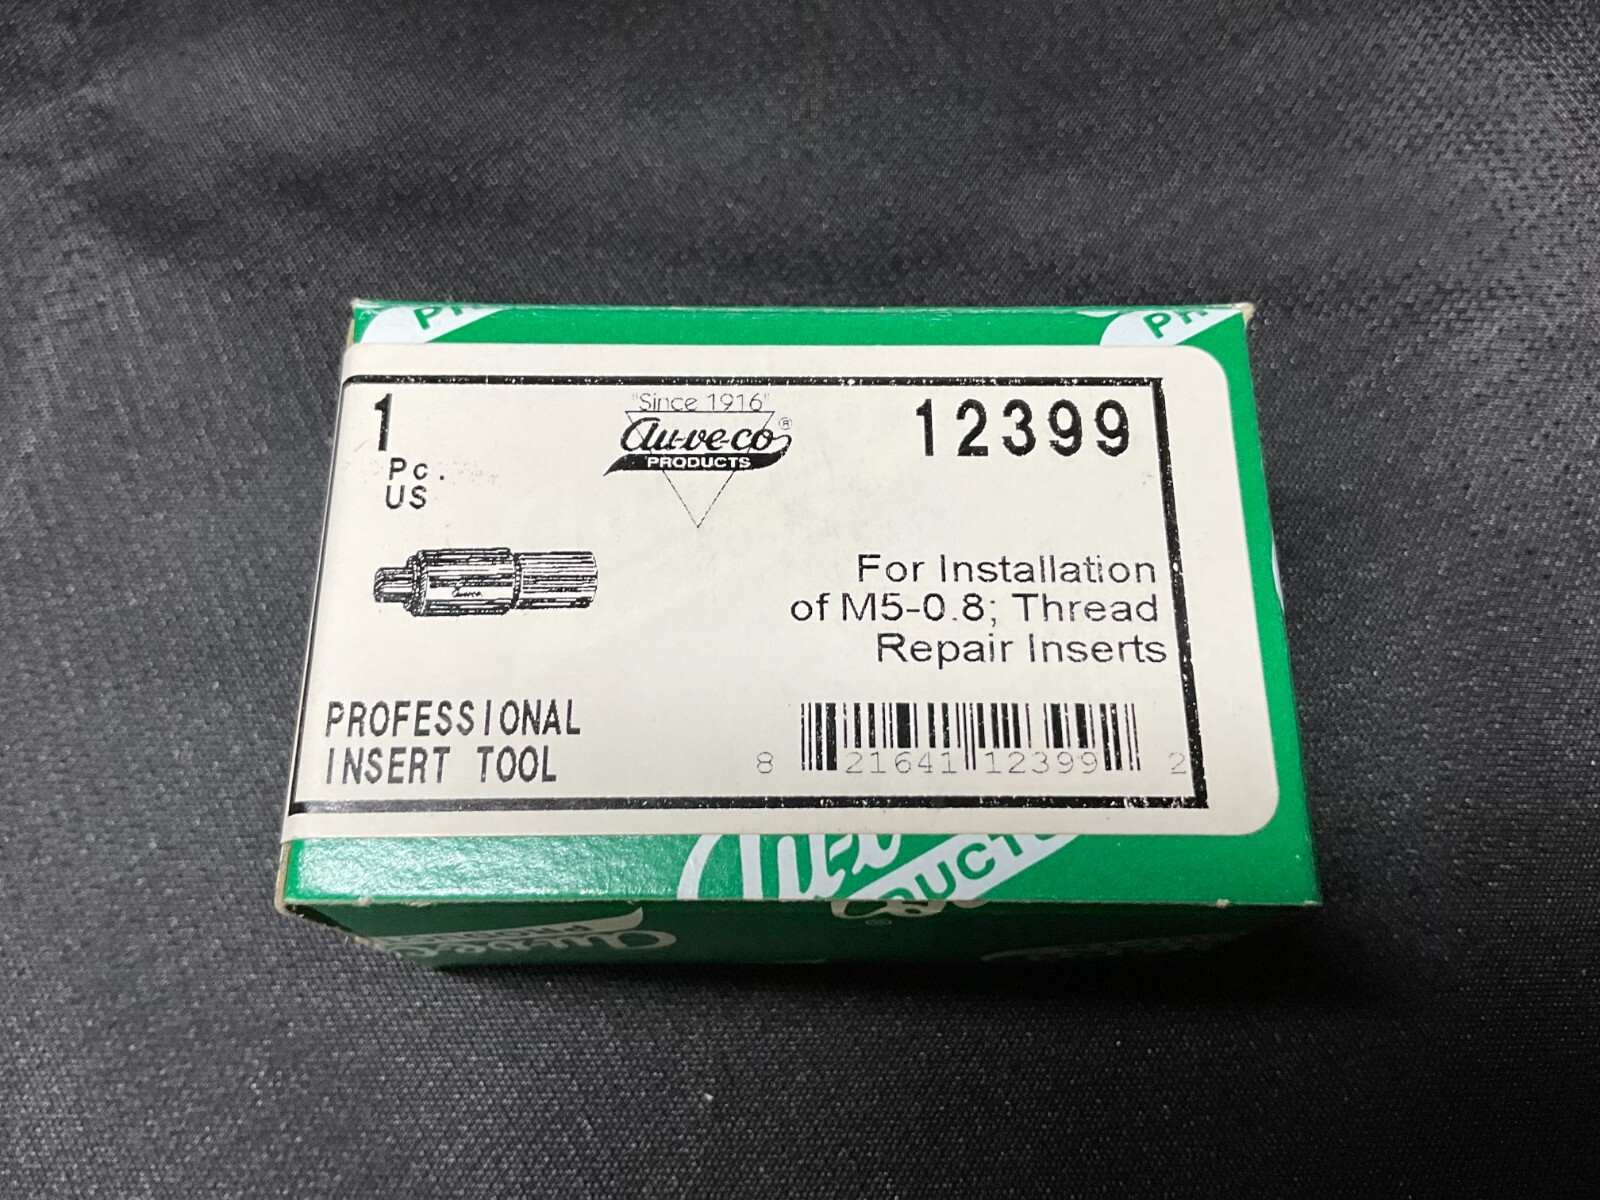 1
Pc.
US
"Since 1916"
Au-ve-co®
PRODUCTS
12399
For Installation
of M5-0.8; Thread
Repair Inserts
PROFESSIONAL
INSERT TOOL
8 21641 12399 2